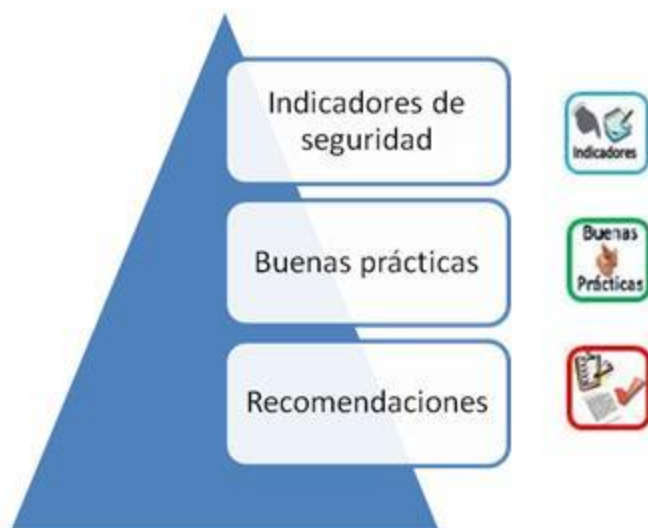 Indicadores de
seguridad
Indicadores
Buenas prácticas
Buenas
Prácticas
Recomendaciones